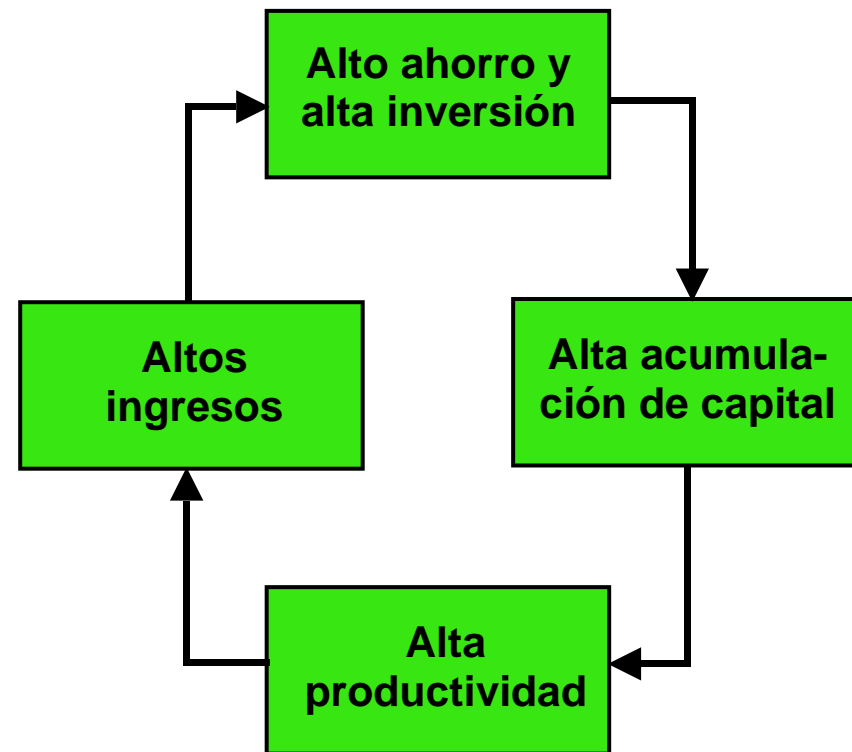 Alto ahorro y
alta inversión
Alta acumula-
ción de capital
Alta
productividad
Altos
ingresos